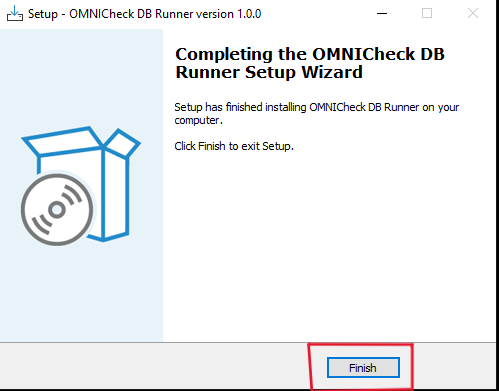 Setup - OMNICheck DB Runner version 1.0.0
Completing the OMNICheck DB
Runner Setup Wizard
Setup has finished installing OMNICheck DB Runner on your
computer.
Click Finish to exit Setup.
Finish